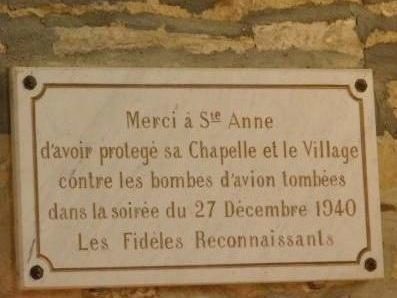 Merci à Ste Anne
d'avoir protegé sa Chapelle et le Village
contre les bombes d'avion tombées
dans la soirée du 27 Décembre 1940
Les Fidèles Reconnaissants